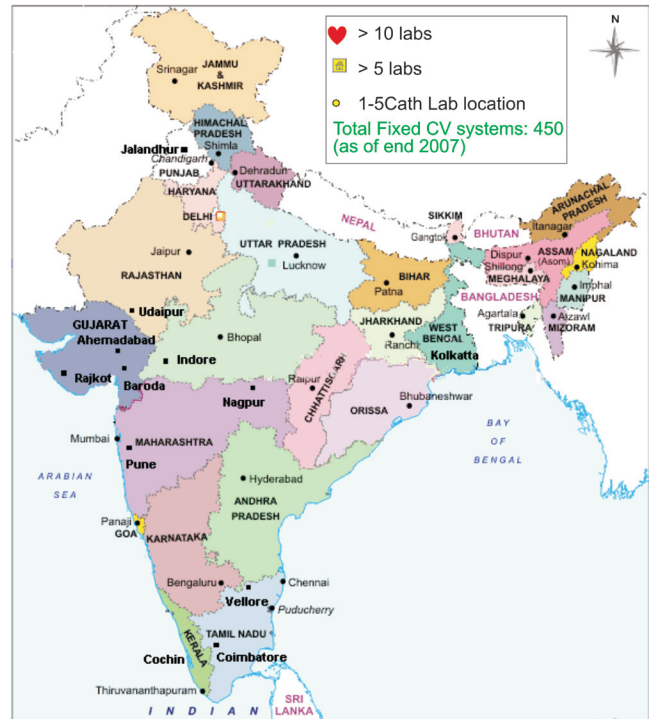 N
> 10 labs
> 5 labs
1-5Cath Lab location
Total Fixed CV systems: 450
(as of end 2007)
Srinagar
JAMMU
&
KASHMIR
HIMACHAL
PRADESH
Shimla
Jalandhur
Chandigarh
PUNJAB
Dehradun
UTTARAKHAND
HARYANA
DELHI
NEPAL
SIKKIM
Gangtok
BHUTAN
ARUNACHAL
PRADESH
Itanagar
Jaipur
RAJASTHAN
UTTAR PRADESH
Lucknow
Dispur
ASSAM
(Asom)
NAGALAND
Kohima
Shillong
MEGHALAYA
Imphal
MANIPUR
BIHAR
Patna
BANGLADESH
Udaipur
GUJARAT
Ahemadabad
Bhopal
Indore
JHARKHAND
Ranchi
WEST
BENGAL
Kolkatta
Agartala
TRIPURA
Aizawl
MIZORAM
Rajkot
Baroda
Nagpur
Raipur
CHHATTISGARH
ORISSA
Bhubaneshwar
Mumbai
MAHARASHTRA
Pune
BAY
OF
BENGAL
ARABIAN
SEA
Hyderabad
ANDHRA
PRADESH
Panaji
GOA
KARNATAKA
Bengaluru
Chennai
Vellore
Puducherry
TAMIL NADU
KERALA
Cochin
Coimbatore
Thiruvananthapuram
SRI
LANKA
INDIAN